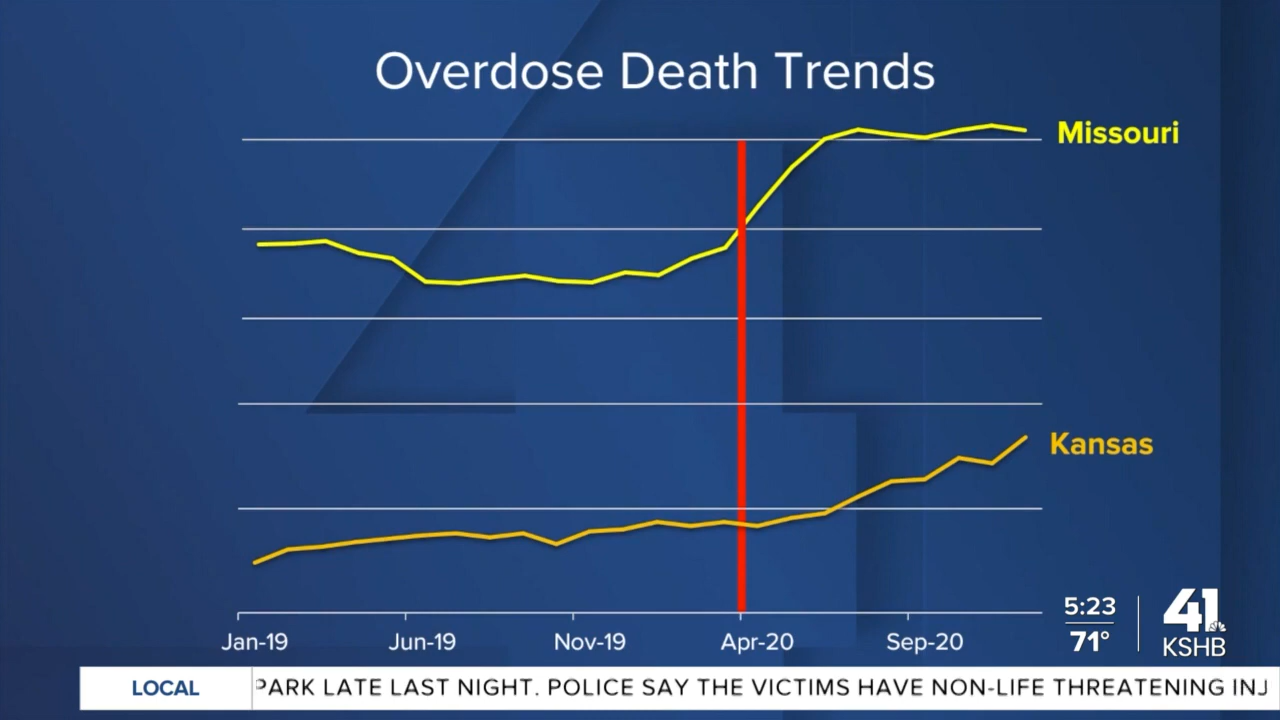 Overdose Death Trends
Missouri
Kansas
Jan-19 Jun-19 Nov-19 Apr-20 Sep-20
5:23
71°
41
KSHB
LOCAL PARK LATE LAST NIGHT. POLICE SAY THE VICTIMS HAVE NON-LIFE THREATENING INJ